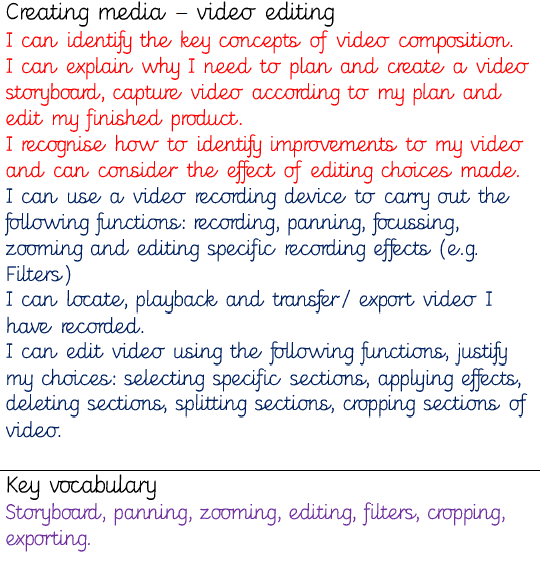 Creating media – video editing
I can identify the key concepts of video composition.
I can explain why I need to plan and create a video
storyboard, capture video according to my plan and
edit my finished product.
I recognise how to identify improvements to my video
and can consider the effect of editing choices made.
I can use a video recording device to carry out the
following functions: recording, panning, focussing,
zooming and editing specific recording effects (e.g.
Filters)
I can locate, playback and transfer/ export video I
have recorded.
I can edit video using the following functions, justify
my choices: selecting specific sections, applying effects,
deleting sections, splitting sections, cropping sections of
video.
Key vocabulary
Storyboard, panning, zooming, editing, filters, cropping,
exporting.